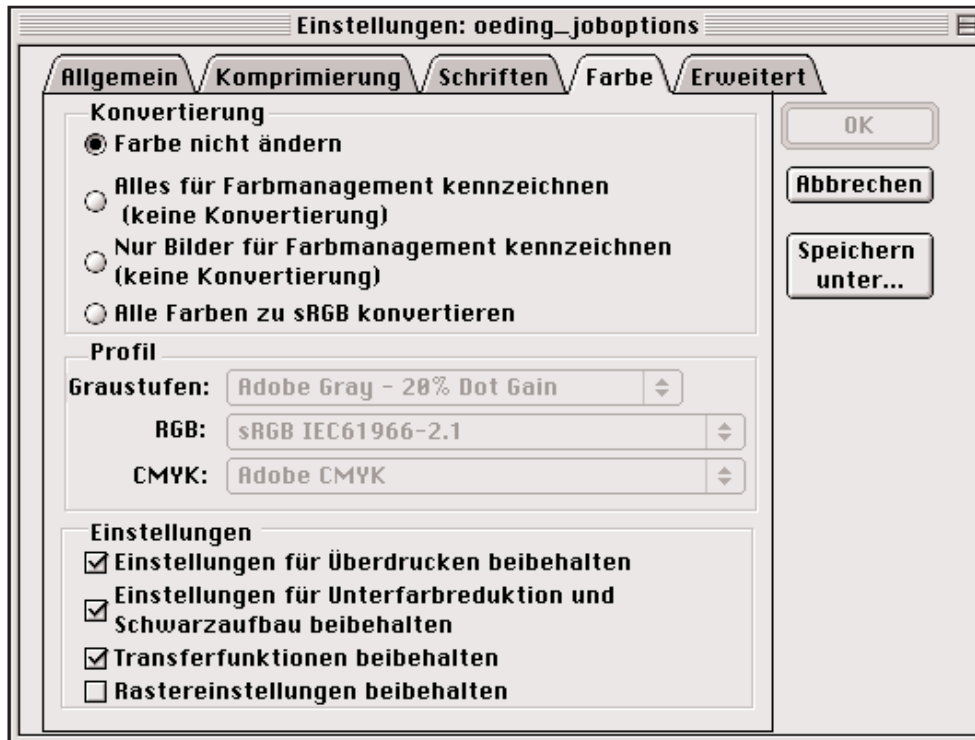 Einstellungen: oeding_joboptions
Allgemein
Komprimierung
Schriften
Farbe
Erweitert
Konvertierung
Farbe nicht ändern
Alles für Farbmanagement kennzeichnen
(keine Konvertierung)
Nur Bilder für Farbmanagement kennzeichnen
(keine Konvertierung)
Alle Farben zu sRGB konvertieren
Profil
Graustufen: Adobe Gray - 20% Dot Gain
RGB: sRGB IEC61966-2.1
CMYK: Adobe CMYK
Einstellungen
Einstellungen für Überdrucken beibehalten
Einstellungen für Unterfarbreduktion und
Schwarzaufbau beibehalten
Transferfunktionen beibehalten
Rastereinstellungen beibehalten
OK
Abbrechen
Speichern
unter...